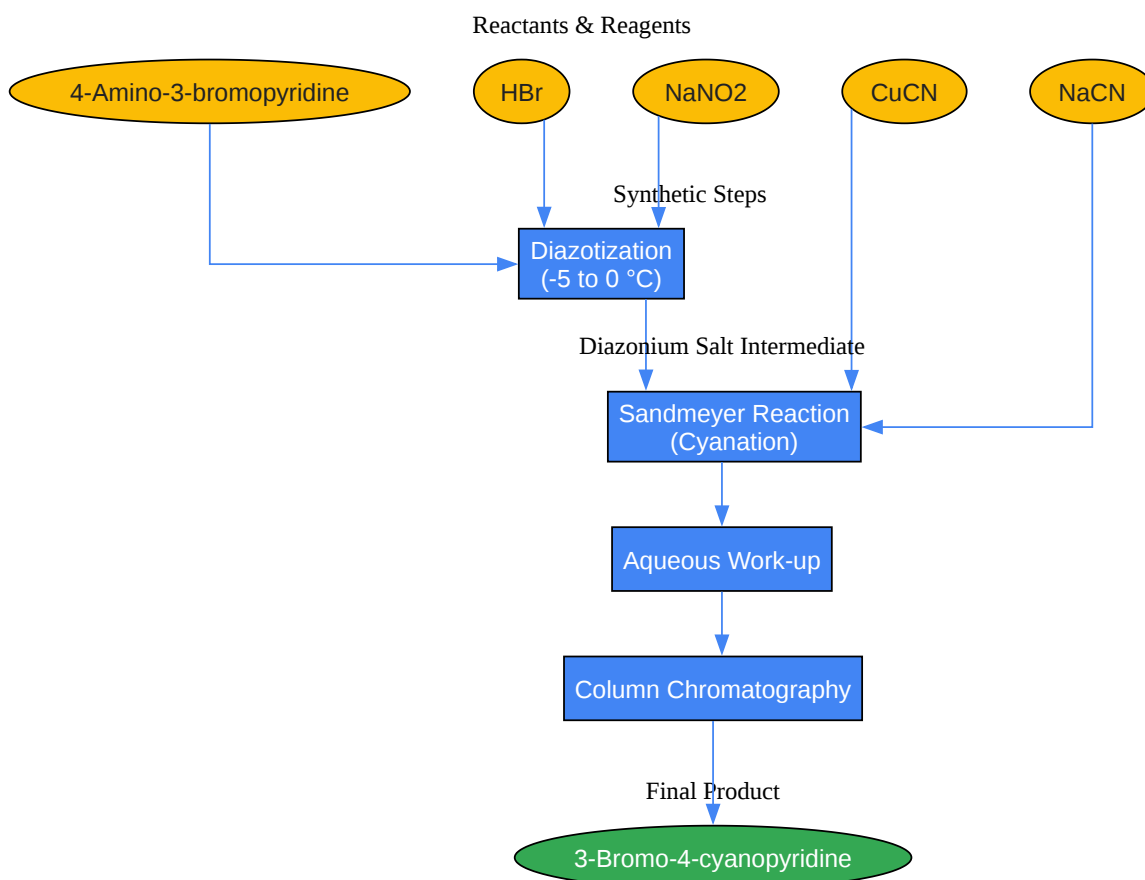 Reactants & Reagents
4-Amino-3-bromopyridine
HBr
NaNO2
CuCN
NaCN
Synthetic Steps
Diazotization
(-5 to 0 °C)
Diazonium Salt Intermediate
Sandmeyer Reaction
(Cyanation)
Aqueous Work-up
Column Chromatography
Final Product
3-Bromo-4-cyanopyridine